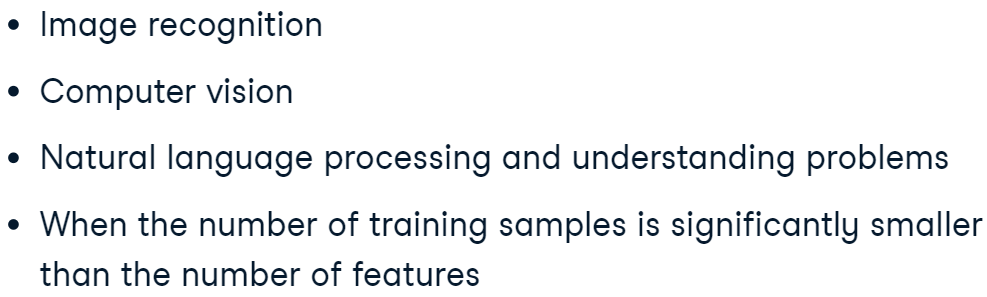 • Image recognition
• Computer vision
• Natural language processing and understanding problems
• When the number of training samples is significantly smaller
than the number of features